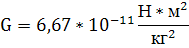 G = 6,67 * 10⁻¹¹ Н * м² / кг²